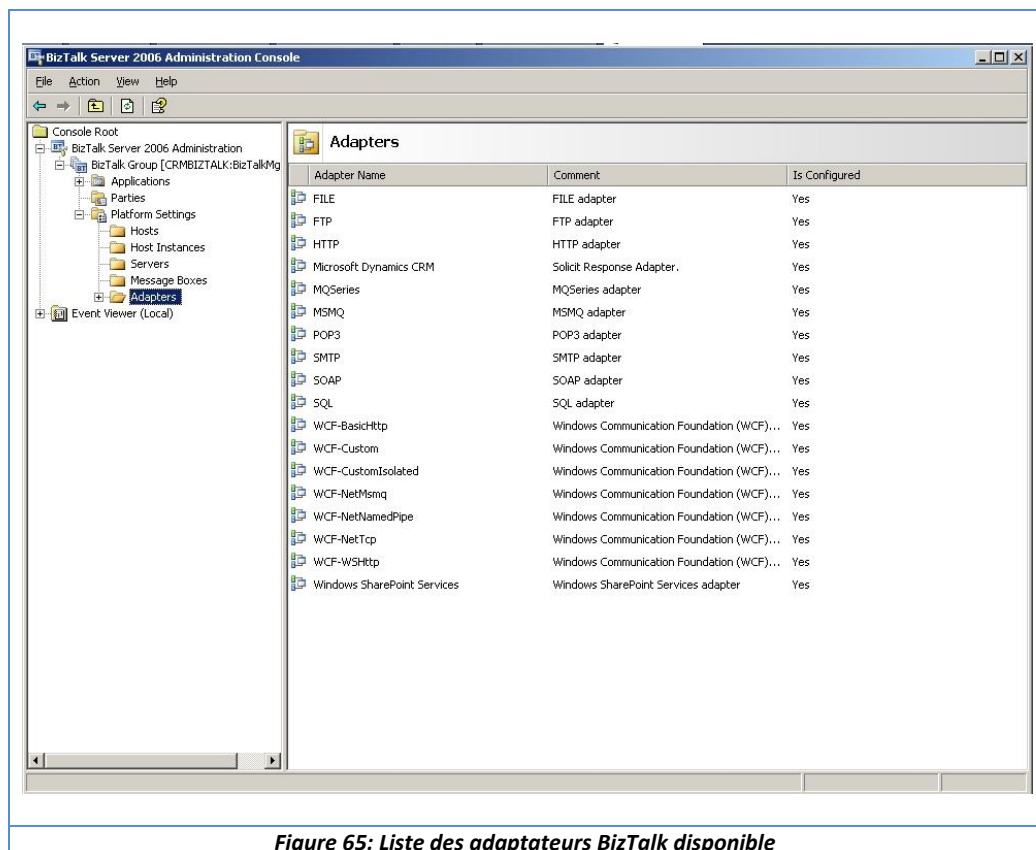 BizTalk Server 2006 Administration Console
File Action View Help
Console Root
BizTalk Server 2006 Administration
BizTalk Group [CRMBIZTALK:BizTalkMg
Applications
Parties
Platform Settings
Hosts
Host Instances
Servers
Message Boxes
Adapters
Event Viewer (Local)
Adapters
Adapter Name Comment Is Configured
FILE FILE adapter Yes
FTP FTP adapter Yes
HTTP HTTP adapter Yes
Microsoft Dynamics CRM Solicit Response Adapter. Yes
MQSeries MQSeries adapter Yes
MSMQ MSMQ adapter Yes
POP3 POP3 adapter Yes
SMTP SMTP adapter Yes
SOAP SOAP adapter Yes
SQL SQL adapter Yes
WCF-BasicHttp Windows Communication Foundation (WCF)... Yes
WCF-Custom Windows Communication Foundation (WCF)... Yes
WCF-CustomIsolated Windows Communication Foundation (WCF)... Yes
WCF-NetMsmq Windows Communication Foundation (WCF)... Yes
WCF-NetNamedPipe Windows Communication Foundation (WCF)... Yes
WCF-NetTcp Windows Communication Foundation (WCF)... Yes
WCF-WSHttp Windows Communication Foundation (WCF)... Yes
Windows SharePoint Services Windows SharePoint Services adapter Yes
Figure 65: Liste des adaptateurs BizTalk disponible